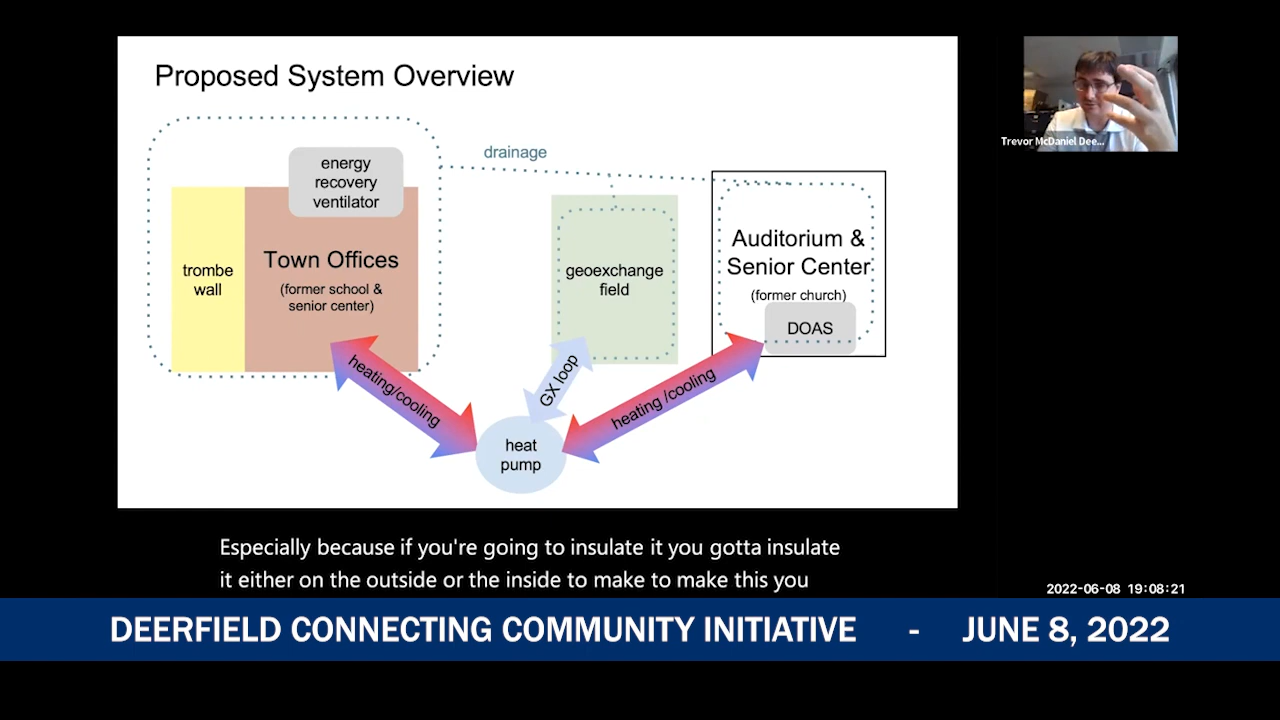 Proposed System Overview
energy
recovery
ventilator
drainage
trombe
wall
Town Offices
(former school &
senior center)
geoexchange
field
Auditorium &
Senior Center
(former church)
DOAS
heating/cooling
GX loop
heating /cooling
heat
pump
Trevor McDaniel Dee...
Especially because if you're going to insulate it you gotta insulate
it either on the outside or the inside to make to make this you
2022-06-08 19:08:21
DEERFIELD CONNECTING COMMUNITY INITIATIVE - JUNE 8, 2022